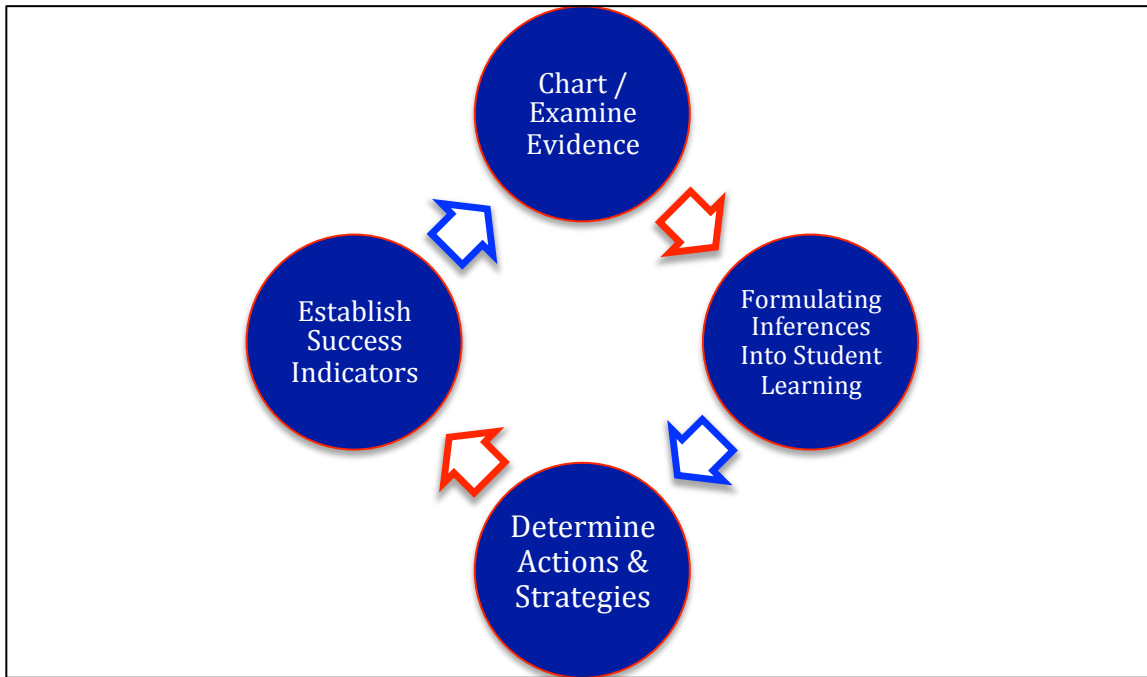 Chart /
Examine
Evidence
Formulating
Inferences
Into Student
Learning
Determine
Actions &
Strategies
Establish
Success
Indicators